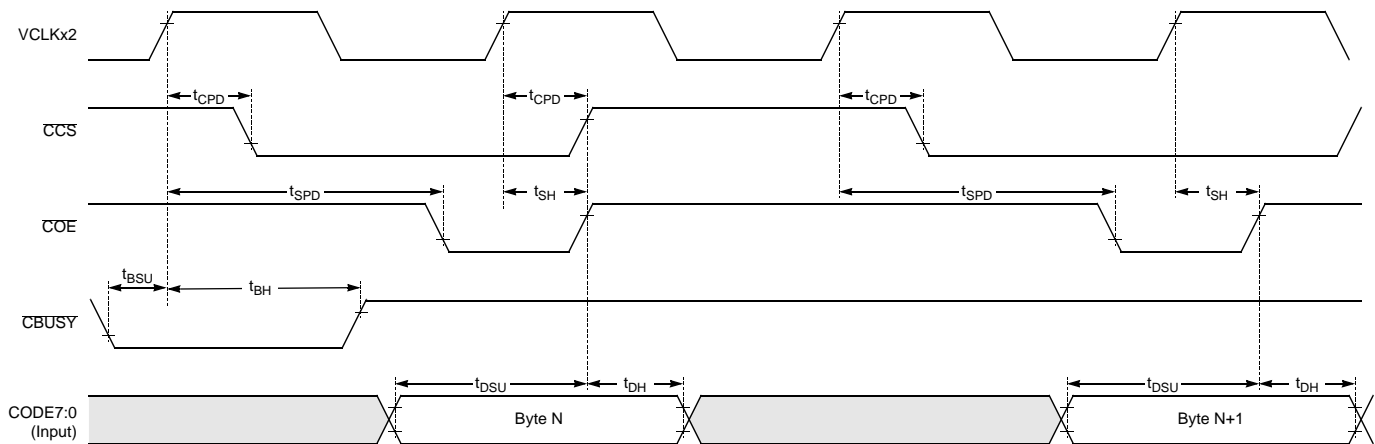 VCLKx2
tCPD tCPD tCPD
CCS
tSPD tSH tSPD tSH
COE
tBSU tBH
CBUSY
tDSU tDH tDSU tDH
CODE7:0
(Input)
Byte N Byte N+1